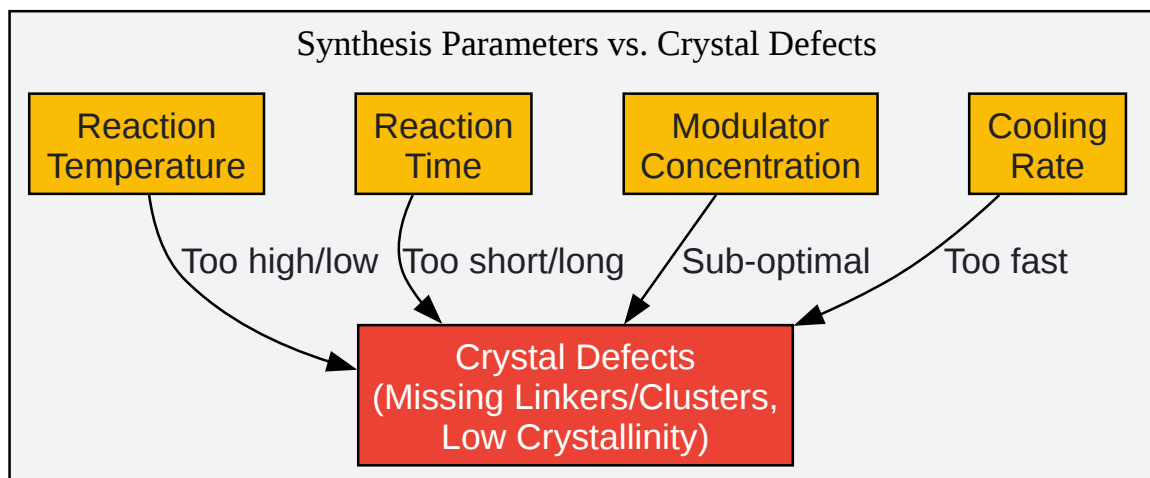 Synthesis Parameters vs. Crystal Defects
Reaction
Temperature
Reaction
Time
Modulator
Concentration
Cooling
Rate
Too high/low
Too short/long
Sub-optimal
Too fast
Crystal Defects
(Missing Linkers/Clusters,
Low Crystallinity)